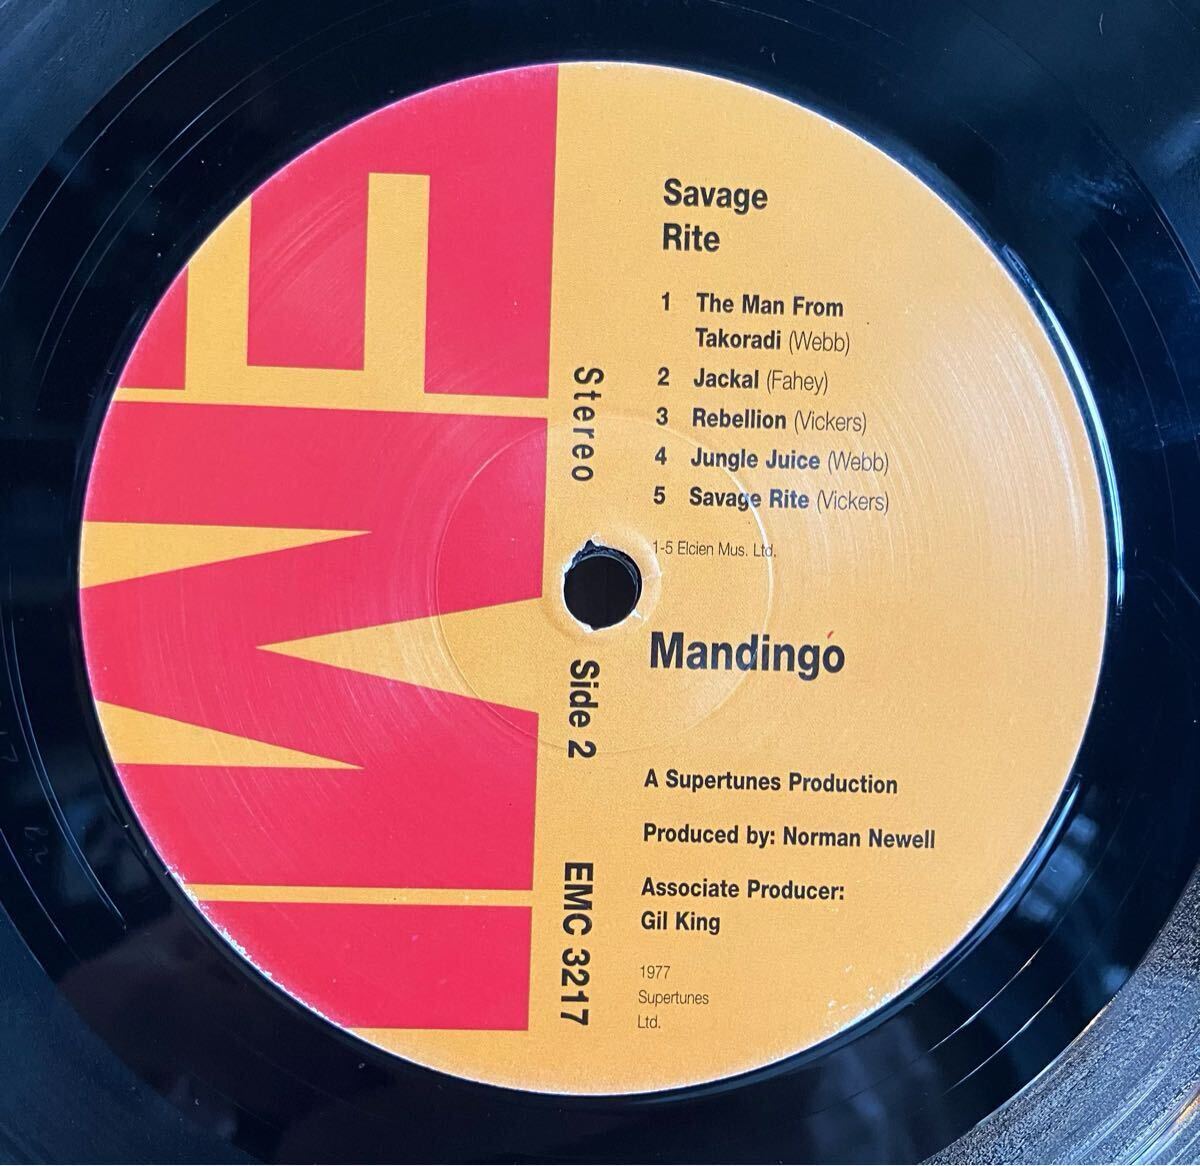 EMI
Savage
Rite
1 The Man From
Takoradi (Webb)
2 Jackal (Fahey)
3 Rebellion (Vickers)
4 Jungle Juice (Webb)
5 Savage Rite (Vickers)
1-5 Elcien Mus. Ltd.
Mandingo
A Supertunes Production
Produced by: Norman Newell
Associate Producer:
Gil King
1977
Supertunes
Ltd.
Stereo
Side 2
EMC 3217